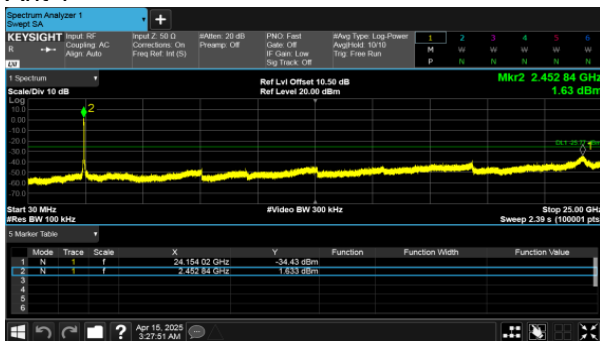 Spectrum Analyzer 1
Swept SA
KEYSIGHT Input: RF Input Z: 50 Ω #Atten: 20 dB PNO: Fast #Avg Type: Log-Power 1 2 3 4 5 6
R Coupling: AC Corrections: On Preamp: Off Gate: Off Avg|Hold: 10/10 M W W W W W
Align: Auto Freq Ref: Int (S) IF Gain: Low Trig: Free Run P N N N N N
Sig Track: Off
1 Spectrum Ref Lvl Offset 10.50 dB Mkr2 2.452 84 GHz
Scale/Div 10 dB Ref Level 20.00 dBm 1.63 dBm
Log
10.0
0.00
-10.0
-20.0
-30.0
-40.0
-50.0
-60.0
-70.0
2
1
Start 30 MHz #Video BW 300 kHz Stop 25.00 GHz
#Res BW 100 kHz Sweep 2.39 s (100001 pts)
5 Marker Table
Mode Trace Scale X Y Function Function Width Function Value
1 N 1 f 24.154 02 GHz -34.43 dBm
2 N 1 f 2.452 84 GHz 1.633 dBm
3
4
5
6
? Apr 15, 2025
3:27:51 AM